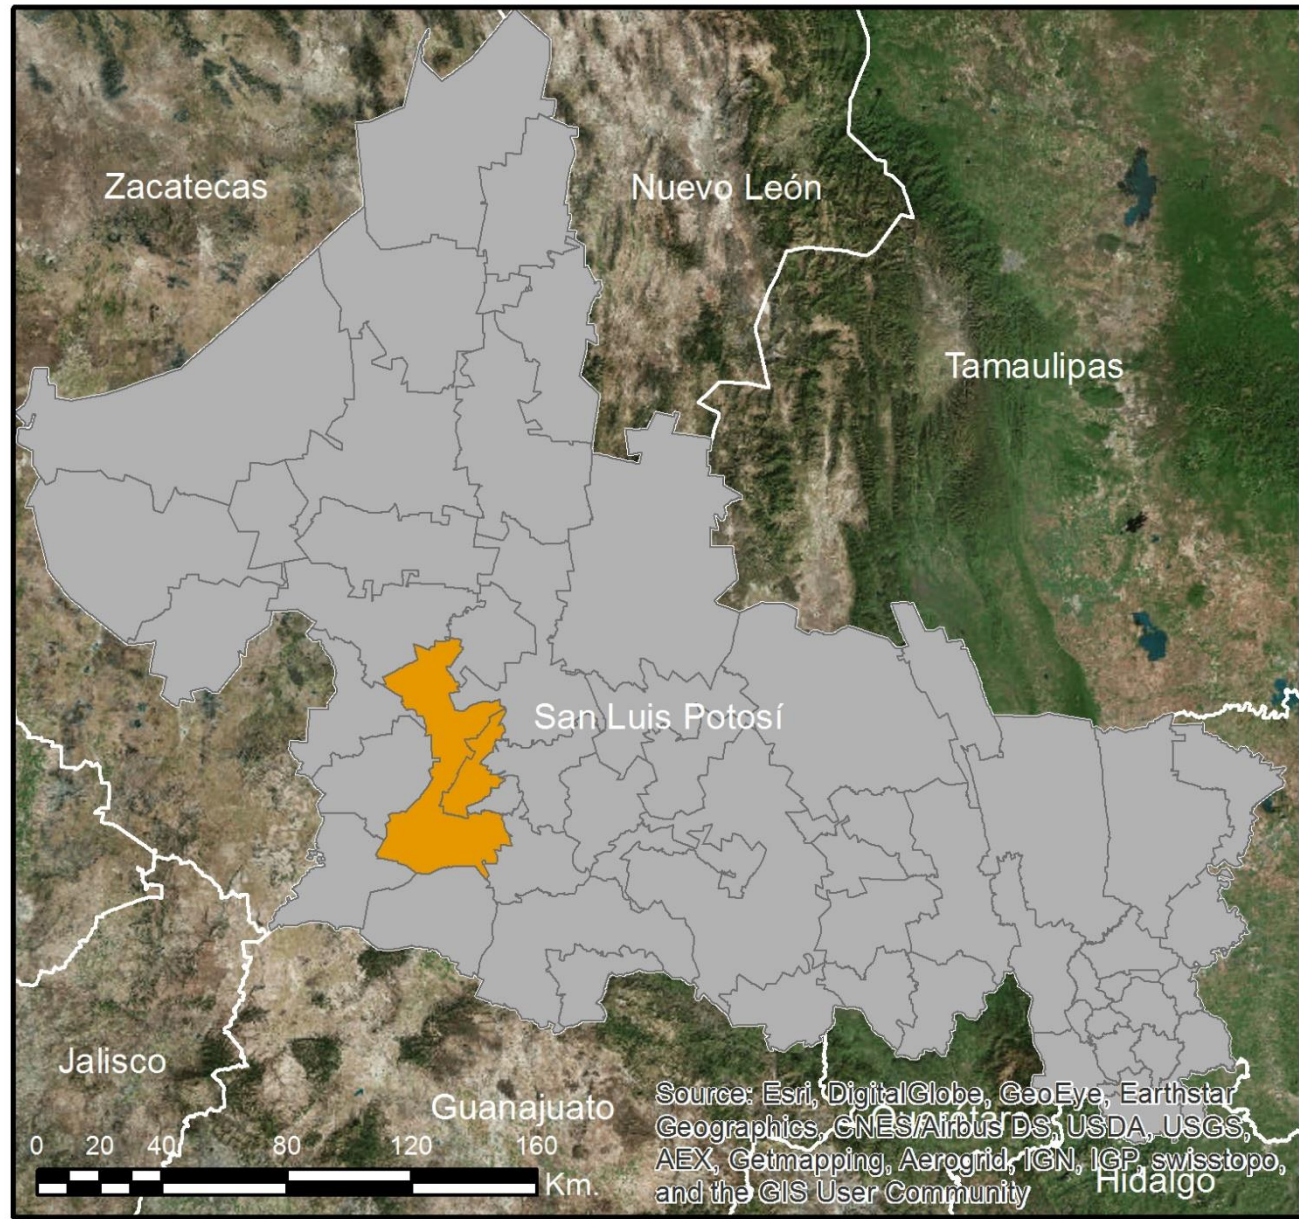 Zacatecas
Nuevo León
Tamaulipas
San Luis Potosí
Jalisco
Guanajuato
Querétaro
Hidalgo
0 20 40 80 120 160
Km.
Source: Esri, DigitalGlobe, GeoEye, Earthstar
Geographics, CNES/Airbus DS, USDA, USGS,
AEX, Getmapping, Aerogrid, IGN, IGP, swisstopo,
and the GIS User Community